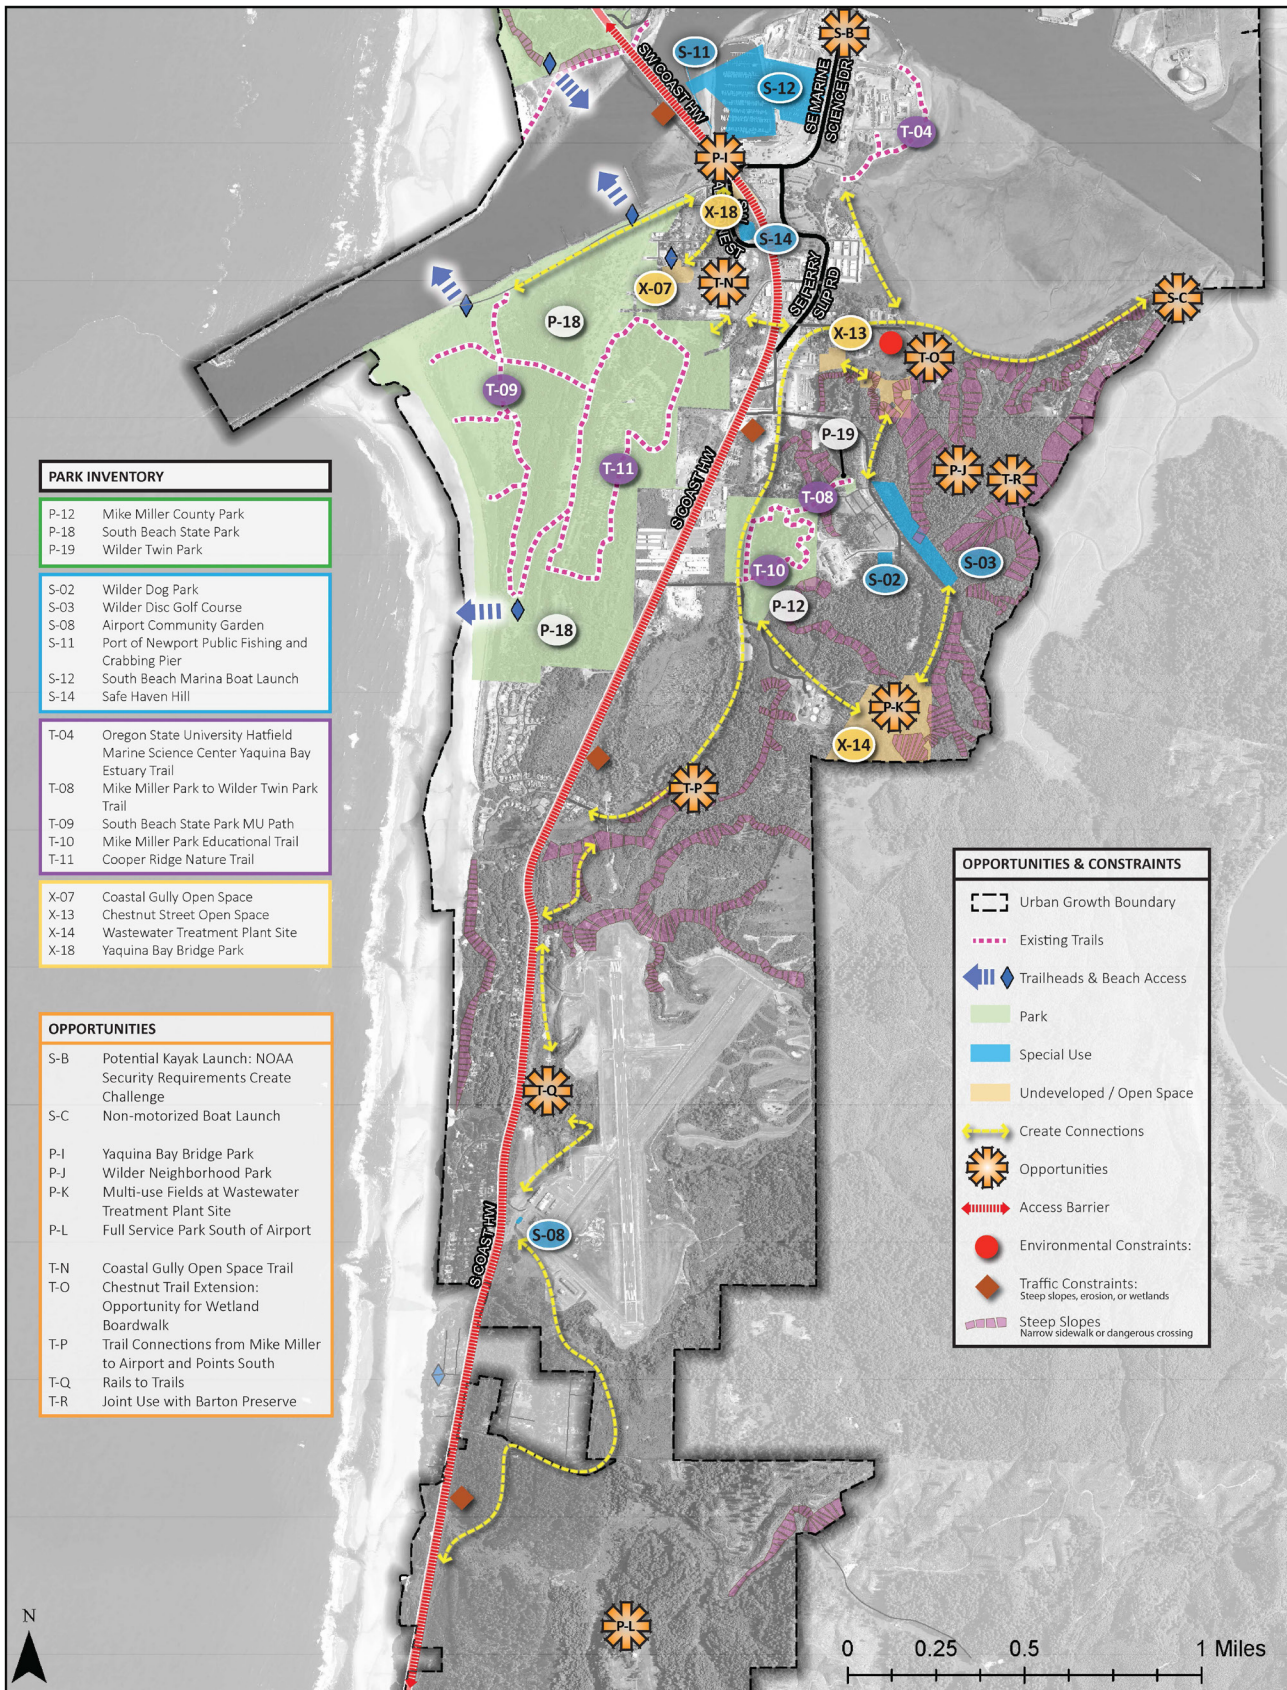 S-B
S-11
S-12
SW COAST HW
SE MARINE
SCIENCE DR
T-04
P-I
X-18
S-14
X-07
T-N
SE FERRY
SLIP RD
S-C
P-18
X-13
T-O
T-09
P-19
P-J
T-R
T-11
T-08
S COAST HW
T-10
S-02
S-03
P-12
P-18
P-K
X-14
T-P
T-Q
S-08
S COAST HW
P-L
PARK INVENTORY
P-12 Mike Miller County Park
P-18 South Beach State Park
P-19 Wilder Twin Park
S-02 Wilder Dog Park
S-03 Wilder Disc Golf Course
S-08 Airport Community Garden
S-11 Port of Newport Public Fishing and
Crabbing Pier
S-12 South Beach Marina Boat Launch
S-14 Safe Haven Hill
T-04 Oregon State University Hatfield
Marine Science Center Yaquina Bay
Estuary Trail
T-08 Mike Miller Park to Wilder Twin Park
Trail
T-09 South Beach State Park MU Path
T-10 Mike Miller Park Educational Trail
T-11 Cooper Ridge Nature Trail
X-07 Coastal Gully Open Space
X-13 Chestnut Street Open Space
X-14 Wastewater Treatment Plant Site
X-18 Yaquina Bay Bridge Park
OPPORTUNITIES
S-B Potential Kayak Launch: NOAA
Security Requirements Create
Challenge
S-C Non-motorized Boat Launch
P-I Yaquina Bay Bridge Park
P-J Wilder Neighborhood Park
P-K Multi-use Fields at Wastewater
Treatment Plant Site
P-L Full Service Park South of Airport
T-N Coastal Gully Open Space Trail
T-O Chestnut Trail Extension:
Opportunity for Wetland
Boardwalk
T-P Trail Connections from Mike Miller
to Airport and Points South
T-Q Rails to Trails
T-R Joint Use with Barton Preserve
OPPORTUNITIES & CONSTRAINTS
Urban Growth Boundary
Existing Trails
Trailheads & Beach Access
Park
Special Use
Undeveloped / Open Space
Create Connections
Opportunities
Access Barrier
Environmental Constraints:
Traffic Constraints:
Steep slopes, erosion, or wetlands
Steep Slopes
Narrow sidewalk or dangerous crossing
N
0 0.25 0.5 1 Miles